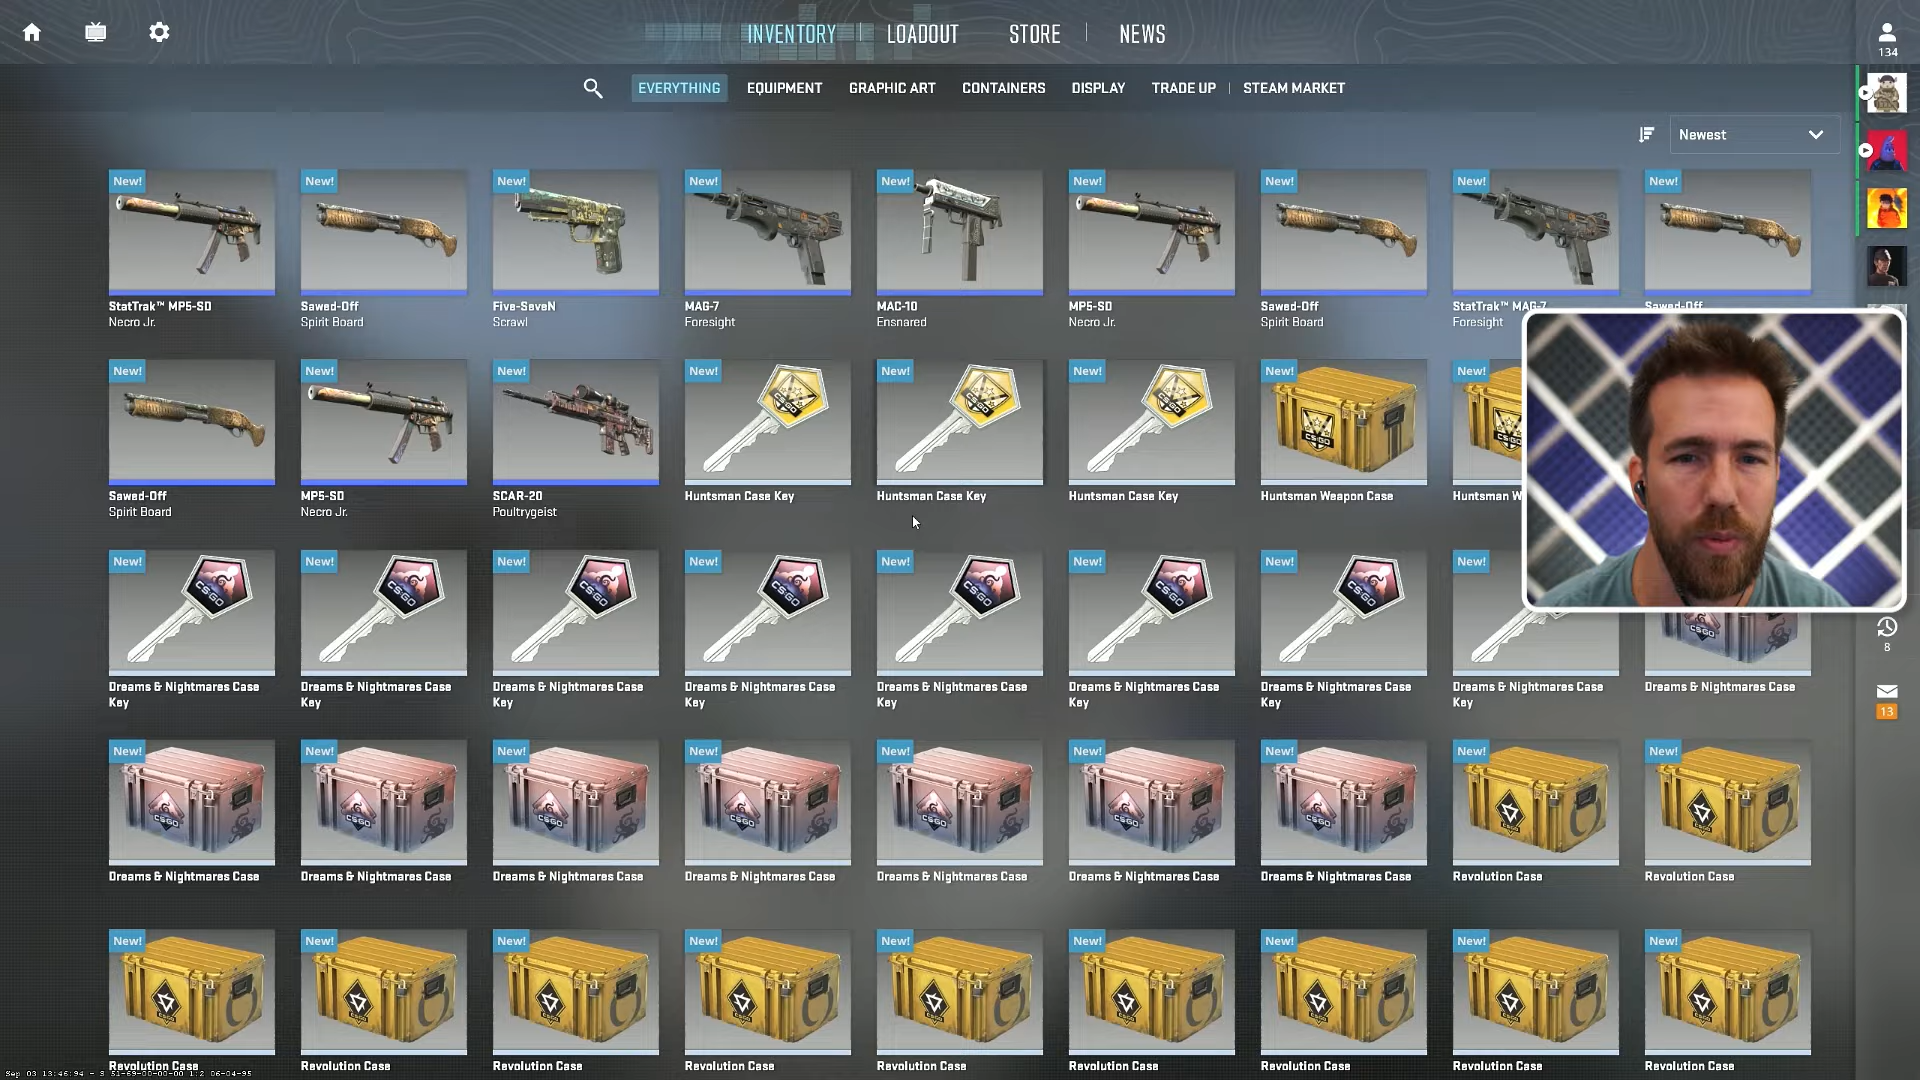 INVENTORY
LOADOUT
STORE
NEWS
134
EVERYTHING
EQUIPMENT
GRAPHIC ART
CONTAINERS
DISPLAY
TRADE UP
STEAM MARKET
Newest
New!
New!
New!
New!
New!
New!
New!
New!
New!
StatTrak™ MP5-SD
Necro Jr.
Sawed-Off
Spirit Board
Five-SeveN
Scrawl
MAG-7
Foresight
MAC-10
Ensnared
MP5-SD
Necro Jr.
Sawed-Off
Spirit Board
StatTrak™ MAG-7
Foresight
Sawed-Off
New!
New!
New!
New!
New!
New!
New!
New!
Sawed-Off
Spirit Board
MP5-SD
Necro Jr.
SCAR-20
Poultrygeist
Huntsman Case Key
Huntsman Case Key
Huntsman Case Key
Huntsman Weapon Case
Huntsman W
New!
New!
New!
New!
New!
New!
New!
New!
Dreams & Nightmares Case
Key
Dreams & Nightmares Case
Key
Dreams & Nightmares Case
Key
Dreams & Nightmares Case
Key
Dreams & Nightmares Case
Key
Dreams & Nightmares Case
Key
Dreams & Nightmares Case
Key
Dreams & Nightmares Case
Key
Dreams & Nightmares Case
8
13
New!
New!
New!
New!
New!
New!
New!
New!
New!
Dreams & Nightmares Case
Dreams & Nightmares Case
Dreams & Nightmares Case
Dreams & Nightmares Case
Dreams & Nightmares Case
Dreams & Nightmares Case
Dreams & Nightmares Case
Revolution Case
Revolution Case
New!
New!
New!
New!
New!
New!
New!
New!
New!
Revolution Case
Revolution Case
Revolution Case
Revolution Case
Revolution Case
Revolution Case
Revolution Case
Revolution Case
Revolution Case